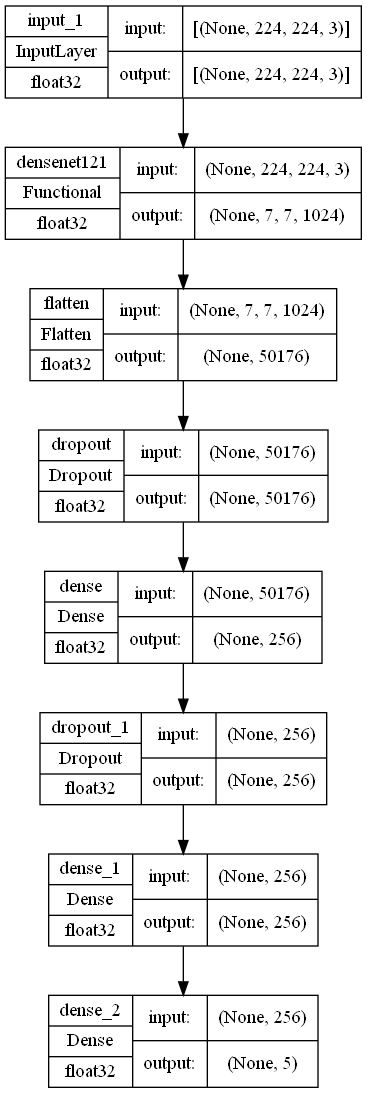 input_1
InputLayer
float32
input:
[(None, 224, 224, 3)]
output:
[(None, 224, 224, 3)]
densenet121
Functional
float32
input:
(None, 224, 224, 3)
output:
(None, 7, 7, 1024)
flatten
Flatten
float32
input:
(None, 7, 7, 1024)
output:
(None, 50176)
dropout
Dropout
float32
input:
(None, 50176)
output:
(None, 50176)
dense
Dense
float32
input:
(None, 50176)
output:
(None, 256)
dropout_1
Dropout
float32
input:
(None, 256)
output:
(None, 256)
dense_1
Dense
float32
input:
(None, 256)
output:
(None, 256)
dense_2
Dense
float32
input:
(None, 256)
output:
(None, 5)